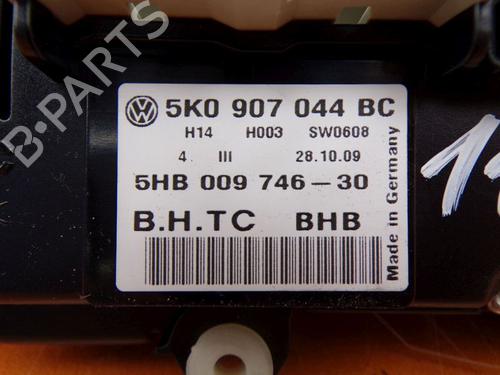 5K0 907 044 BC
H14 H003 SW0608
4 III 28.10.09
5HB 009 746-30
B.H.TC BHB
Made in Germany
B-PARTS